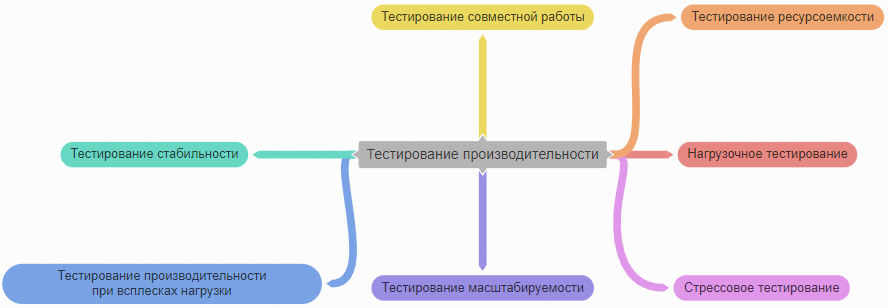 Тестирование совместной работы
Тестирование ресурсоемкости
Тестирование стабильности
Тестирование производительности
Нагрузочное тестирование
Тестирование производительности
при всплесках нагрузки
Тестирование масштабируемости
Стрессовое тестирование